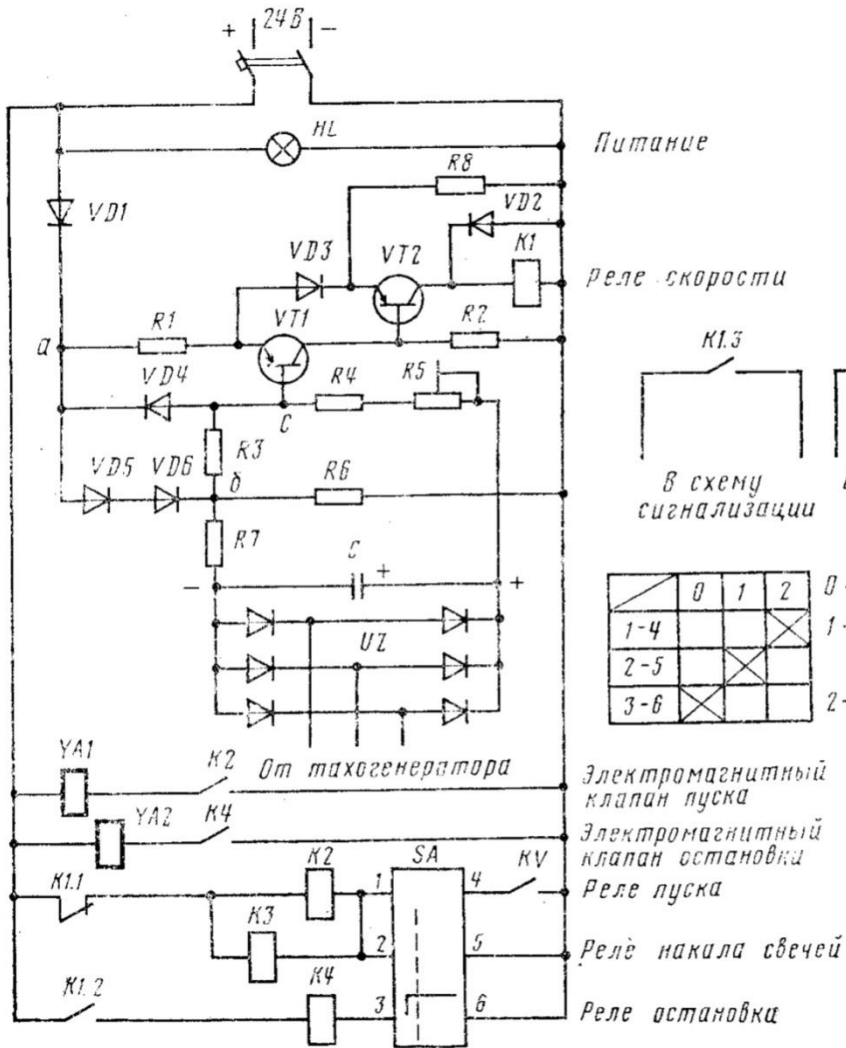 + 24В −
HL
Питание
R8
VD1
VD2
VD3
VT2
K1
Реле скорости
R1
VT1
R2
а
K1.3
VD4
R4
R5
С
R3
VD5
VD6
б
R6
В схему
сигнализации
R7
− С + +
UZ
0 1 2
1-4
2-5
3-6
От тахогенератора
YA1
K2
Электромагнитный
клапан пуска
YA2
K4
Электромагнитный
клапан остановки
K2
SA
KV
K1.1
1
4
Реле пуска
K3
2
5
Реле накала свечей
K1.2
K4
3
6
Реле остановка